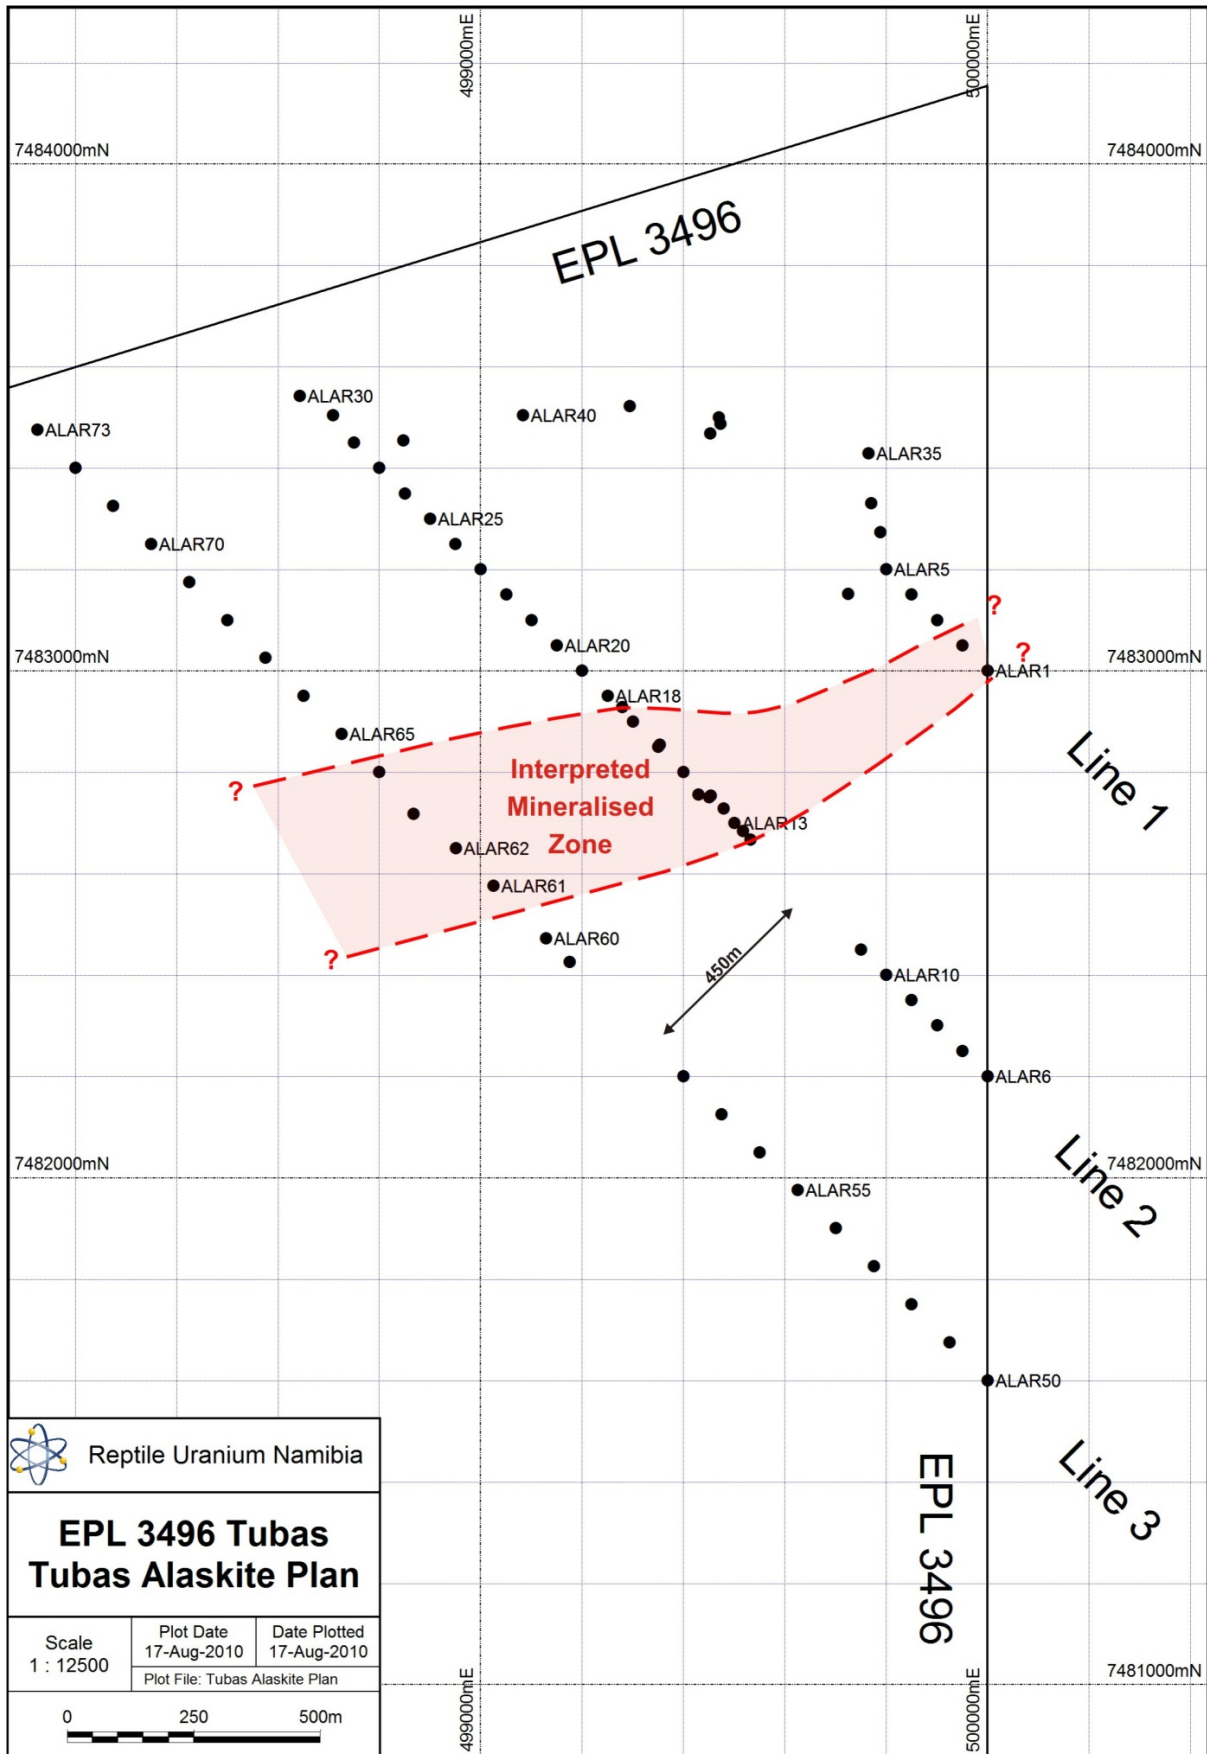 499000mE
500000mE
7484000mN
7484000mN
EPL 3496
ALAR30
ALAR40
ALAR73
ALAR35
ALAR25
ALAR70
ALAR5
?
ALAR20
?
7483000mN
ALAR1
ALAR18
ALAR65
Line 1
?
Interpreted
Mineralised
Zone
ALAR13
ALAR62
ALAR61
ALAR60
?
450m
ALAR10
ALAR6
7482000mN
7482000mN
Line 2
ALAR55
ALAR50
Reptile Uranium Namibia
EPL 3496
Line 3
EPL 3496 Tubas
Tubas Alaskite Plan
Scale
1 : 12500
Plot Date
17-Aug-2010
Date Plotted
17-Aug-2010
Plot File: Tubas Alaskite Plan
7481000mN
0 250 500m
499000mE
500000mE